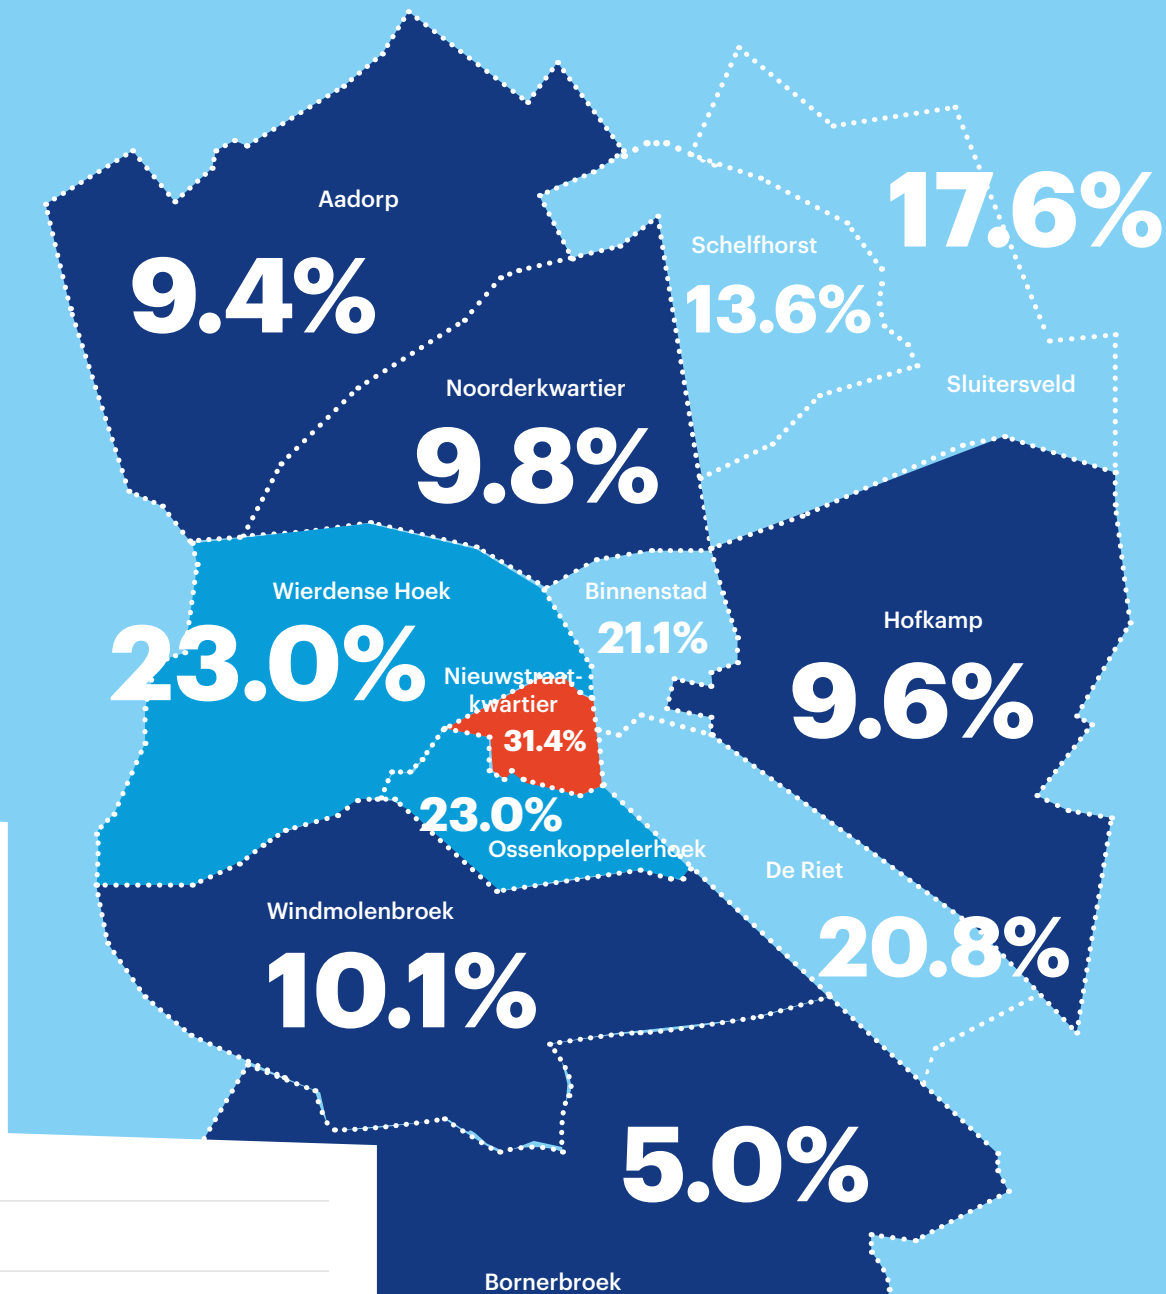 Aadorp
9.4%
17.6%
Schelfhorst
13.6%
Sluitersveld
Noorderkwartier
9.8%
Wierdense Hoek
23.0%
Binnenstad
21.1%
Hofkamp
9.6%
Nieuwstraat-
kwartier
31.4%
23.0%
Ossenkoppelerhoek
De Riet
20.8%
Windmolenbroek
10.1%
5.0%
Bornerbroek